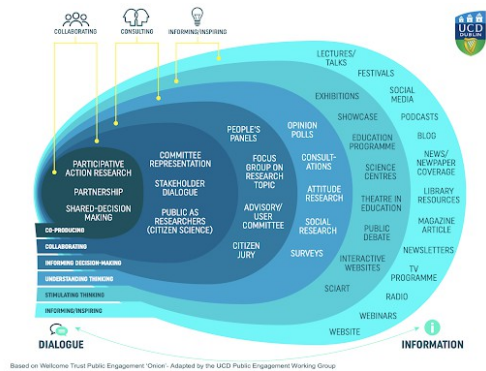 COLLABORATING
CONSULTING
INFORMING/INSPIRING
UCD
DUBLIN
LECTURES/
TALKS
FESTIVALS
EXHIBITIONS
SOCIAL
MEDIA
SHOWCASE
PODCASTS
PEOPLE'S
PANELS
OPINION
POLLS
EDUCATION
PROGRAMME
BLOG
PARTICIPATIVE
ACTION RESEARCH
COMMITTEE
REPRESENTATION
FOCUS
GROUP ON
RESEARCH
TOPIC
CONSULT-
ATIONS
SCIENCE
CENTRES
NEWS/
NEWPAPER
COVERAGE
PARTNERSHIP
STAKEHOLDER
DIALOGUE
ATTITUDE
RESEARCH
THEATRE IN
EDUCATION
LIBRARY
RESOURCES
SHARED-DECISION
MAKING
PUBLIC AS
RESEARCHERS
(CITIZEN SCIENCE)
ADVISORY/
USER
COMMITTEE
SOCIAL
RESEARCH
PUBLIC
DEBATE
MAGAZINE
ARTICLE
CITIZEN
JURY
SURVEYS
INTERACTIVE
WEBSITES
NEWSLETTERS
SCIART
TV
PROGRAMME
RADIO
WEBINARS
WEBSITE
CO-PRODUCING
COLLABORATING
INFORMING DECISION-MAKING
UNDERSTANDING THINKING
STIMULATING THINKING
INFORMING/INSPIRING
DIALOGUE
INFORMATION
Based on Welcome Trust Public Engagement 'Onion'- Adapted by the UCD Public Engagement Working Group